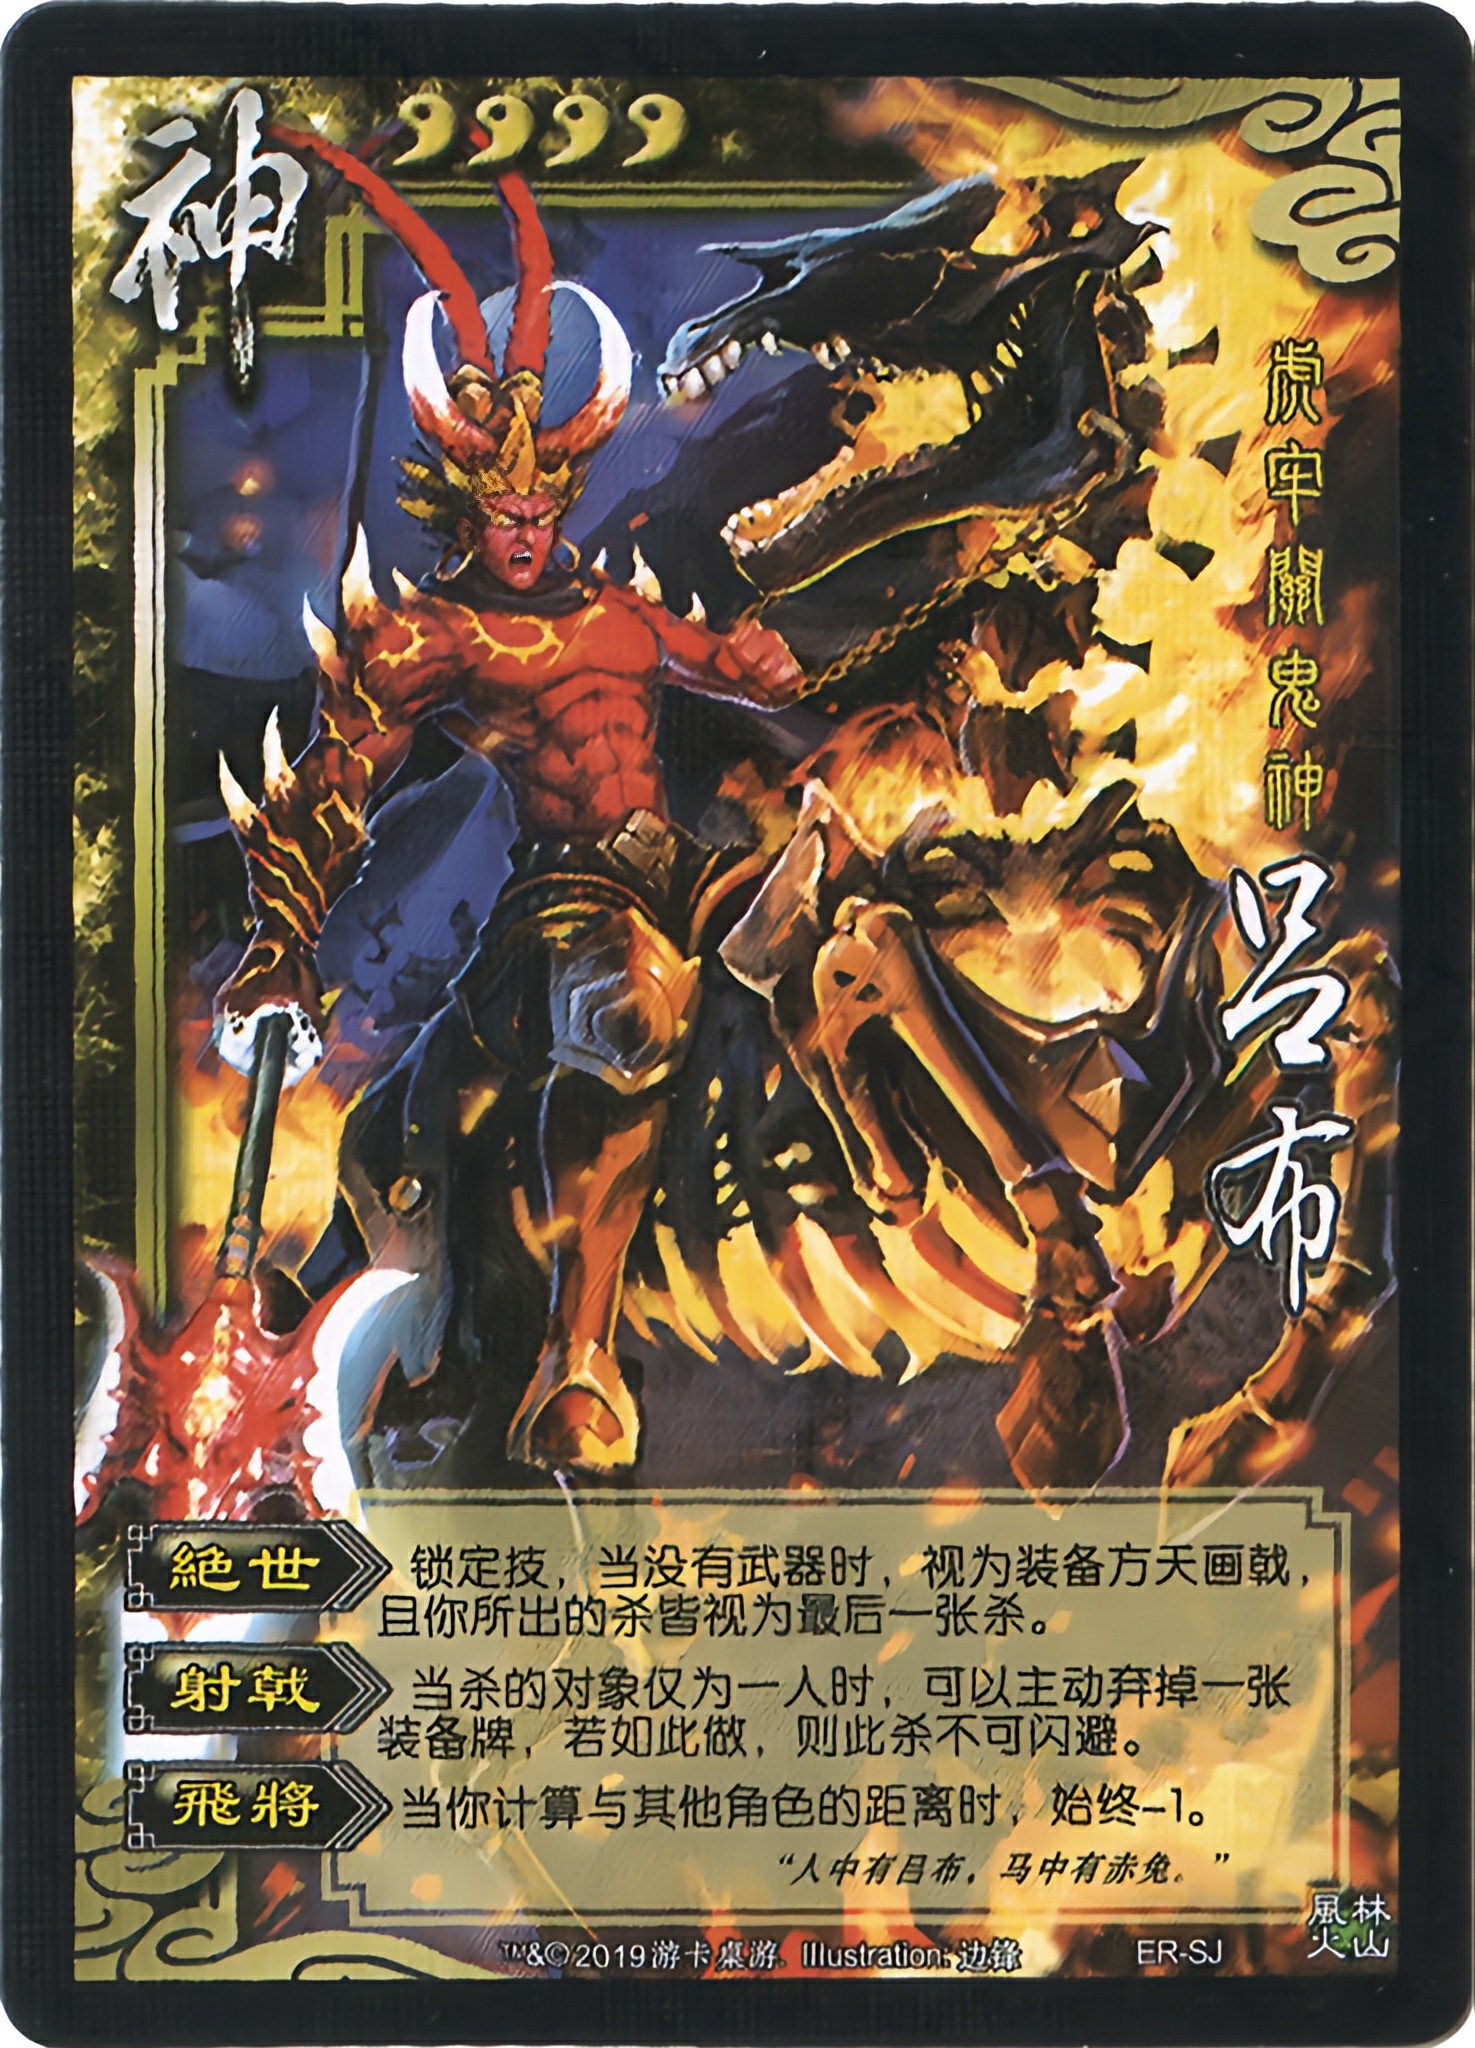 神
虎牢關鬼神
呂布
絕世 锁定技，当没有武器时，视为装备方天画戟，
且你所出的杀皆视为最后一张杀。
射戟 当杀的对象仅为一人时，可以主动弃掉一张
装备牌，若如此做，则此杀不可闪避。
飛將 当你计算与其他角色的距离时，始终-1。
“人中有吕布，马中有赤兔。”
™&©2019游卡桌游. Illustration: 边锋 ER-SJ
風林
火山